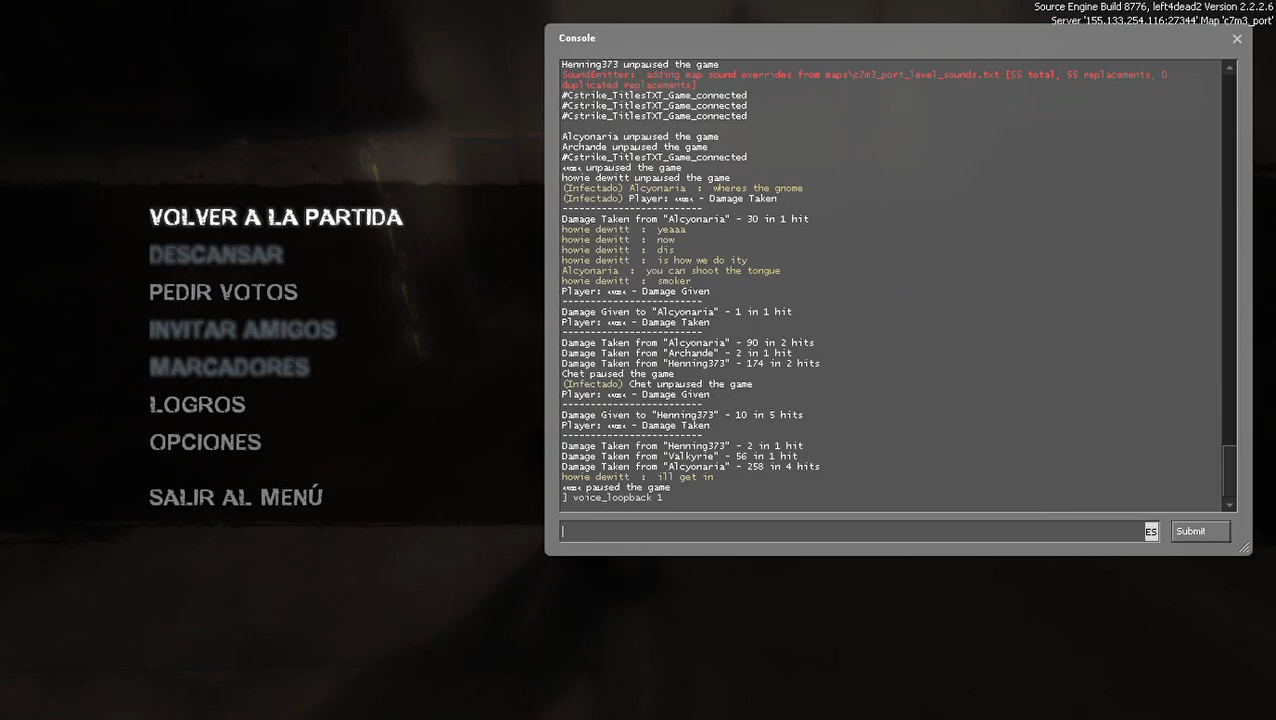 Source Engine Build 8776, left4dead2 Version 2.2.2.6
Server '155.133.254.116:27344' Map 'c7m3_port'
VOLVER A LA PARTIDA
DESCANSAR
PEDIR VOTOS
INVITAR AMIGOS
MARCADORES
LOGROS
OPCIONES
SALIR AL MENÚ
Console
Henning373 unpaused the game
SoundEmitter:  adding map sound overrides from maps\c7m3_port_level_sounds.txt [55 total, 55 replacements, 0
duplicated replacements]
#Cstrike_TitlesTXT_Game_connected
#Cstrike_TitlesTXT_Game_connected
#Cstrike_TitlesTXT_Game_connected
Alcyonaria unpaused the game
Archande unpaused the game
#Cstrike_TitlesTXT_Game_connected
unpaused the game
howie dewitt unpaused the game
(Infectado) Alcyonaria  :  wheres the gnome
(Infectado) Player: - Damage Taken
-------------------------
Damage Taken from "Alcyonaria" - 30 in 1 hit
howie dewitt  :  yeaaa
howie dewitt  :  now
howie dewitt  :  dis
howie dewitt  :  is how we do ity
Alcyonaria  :  you can shoot the tongue
howie dewitt  :  smoker
Player: - Damage Given
-------------------------
Damage Given to "Alcyonaria" - 1 in 1 hit
Player: - Damage Taken
-------------------------
Damage Taken from "Alcyonaria" - 90 in 2 hits
Damage Taken from "Archande" - 2 in 1 hit
Damage Taken from "Henning373" - 174 in 2 hits
Chet paused the game
(Infectado) Chet unpaused the game
Player: - Damage Given
-------------------------
Damage Given to "Henning373" - 10 in 5 hits
Player: - Damage Taken
-------------------------
Damage Taken from "Henning373" - 2 in 1 hit
Damage Taken from "Valkyrie" - 56 in 1 hit
Damage Taken from "Alcyonaria" - 258 in 4 hits
howie dewitt  :  ill get in
paused the game
] voice_loopback 1
ES
Submit